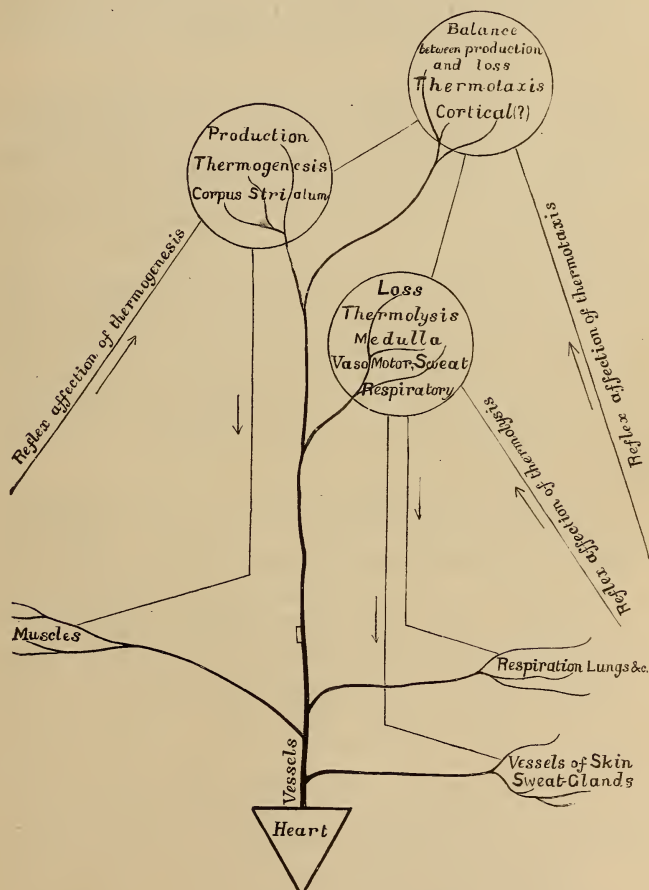 Balance
between production
and loss
Thermotaxis
Cortical(?)
Production
Thermogenesis
Corpus Striatum
Loss
Thermolysis
Medulla
Vaso Motor, Sweat
Respiratory
Reflex affection of thermogenesis
Reflex affection of thermotaxis
Reflex affection of thermolysis
Muscles
Respiration Lungs &c.
Vessels of Skin
Sweat-Glands
Vessels
Heart